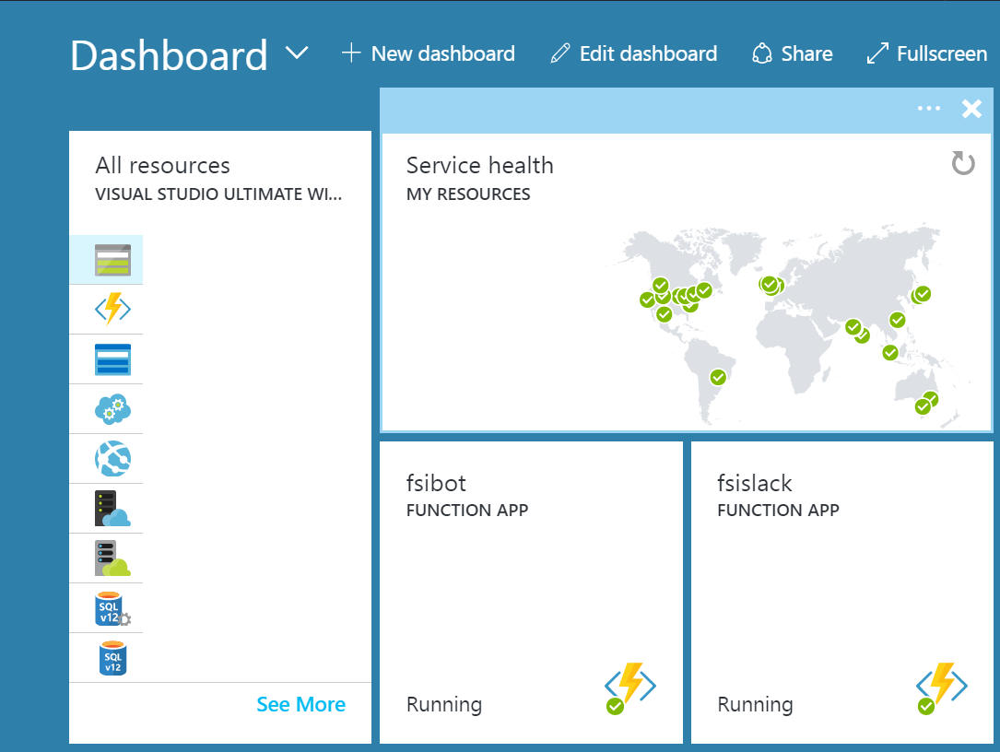 Dashboard
New dashboard
Edit dashboard
Share
Fullscreen
All resources
VISUAL STUDIO ULTIMATE WI...
SQL
v12
SQL
v12
See More
Service health
MY RESOURCES
fsibot
FUNCTION APP
Running
fsislack
FUNCTION APP
Running